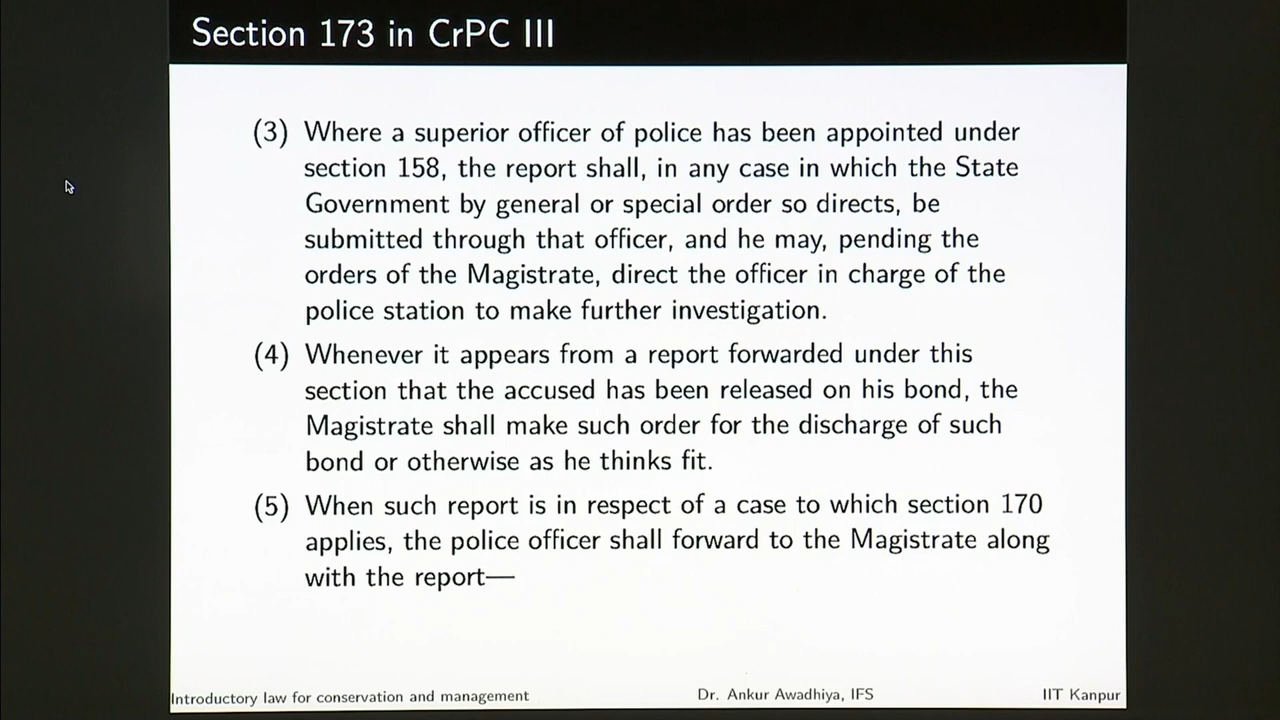 Section 173 in CrPC III
(3) Where a superior officer of police has been appointed under
section 158, the report shall, in any case in which the State
Government by general or special order so directs, be
submitted through that officer, and he may, pending the
orders of the Magistrate, direct the officer in charge of the
police station to make further investigation.
(4) Whenever it appears from a report forwarded under this
section that the accused has been released on his bond, the
Magistrate shall make such order for the discharge of such
bond or otherwise as he thinks fit.
(5) When such report is in respect of a case to which section 170
applies, the police officer shall forward to the Magistrate along
with the report—
Introductory law for conservation and management Dr. Ankur Awadhiya, IFS IIT Kanpur